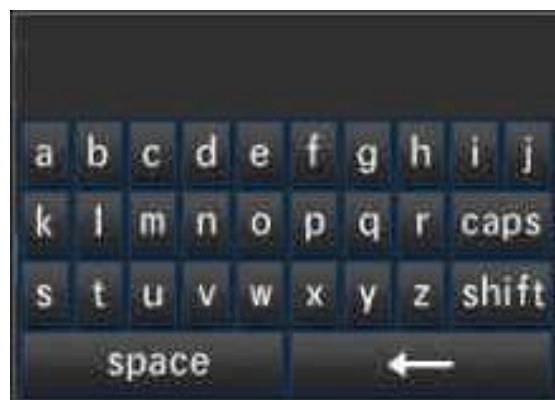 a b c d e f g h i j
k l m n o p q r caps
s t u v w x y z shift
space ←